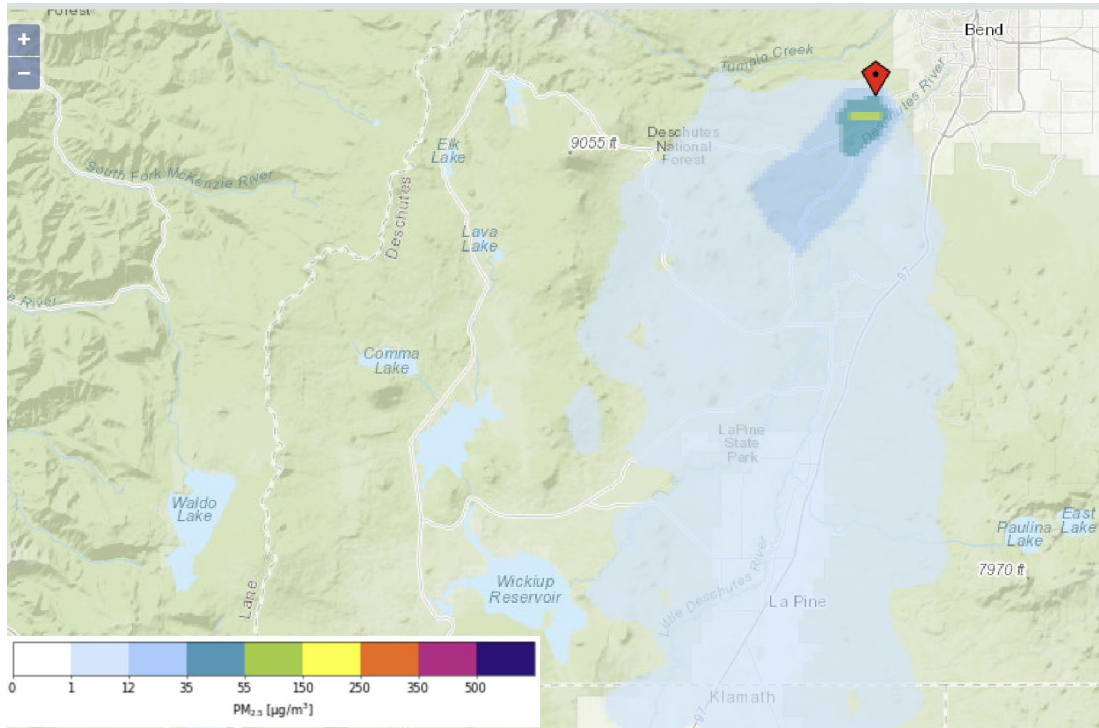 Forest
+
−
Bend
Tumalo Creek
Deschutes River
Deschutes
National
Forest
9055 ft
Elk
Lake
South Fork McKenzie River
Deschutes
Lava
Lake
97
e River
Comma
Lake
LaPine
State
Park
Waldo
Lake
Paulina
Lake
East
Lake
7970 ft
Wickiup
Reservoir
Little Deschutes River
La Pine
Lane
Klamath
97
0 1 12 35 55 150 250 350 500
PM2.5 [µg/m³]